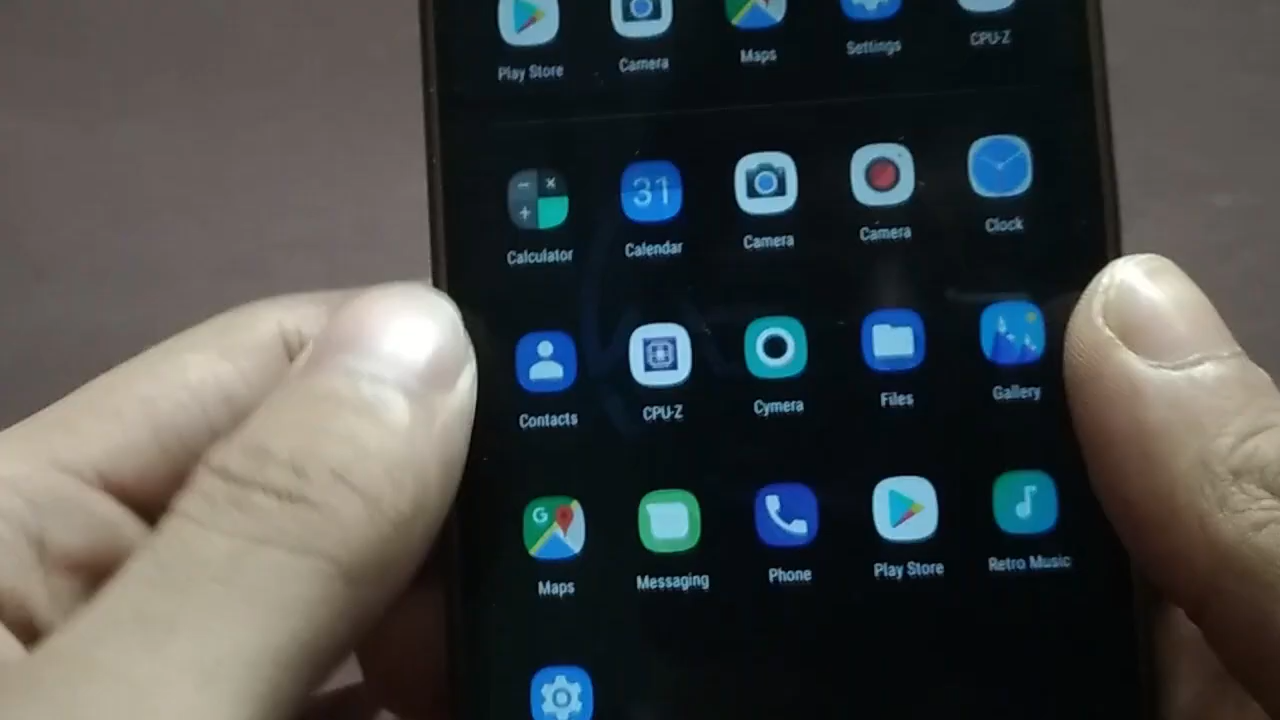 Play Store Camera Maps Settings CPU-Z
31
Calculator Calendar Camera Camera Clock
Contacts CPU-Z Cymera Files Gallery
G
Maps Messaging Phone Play Store Retro Music